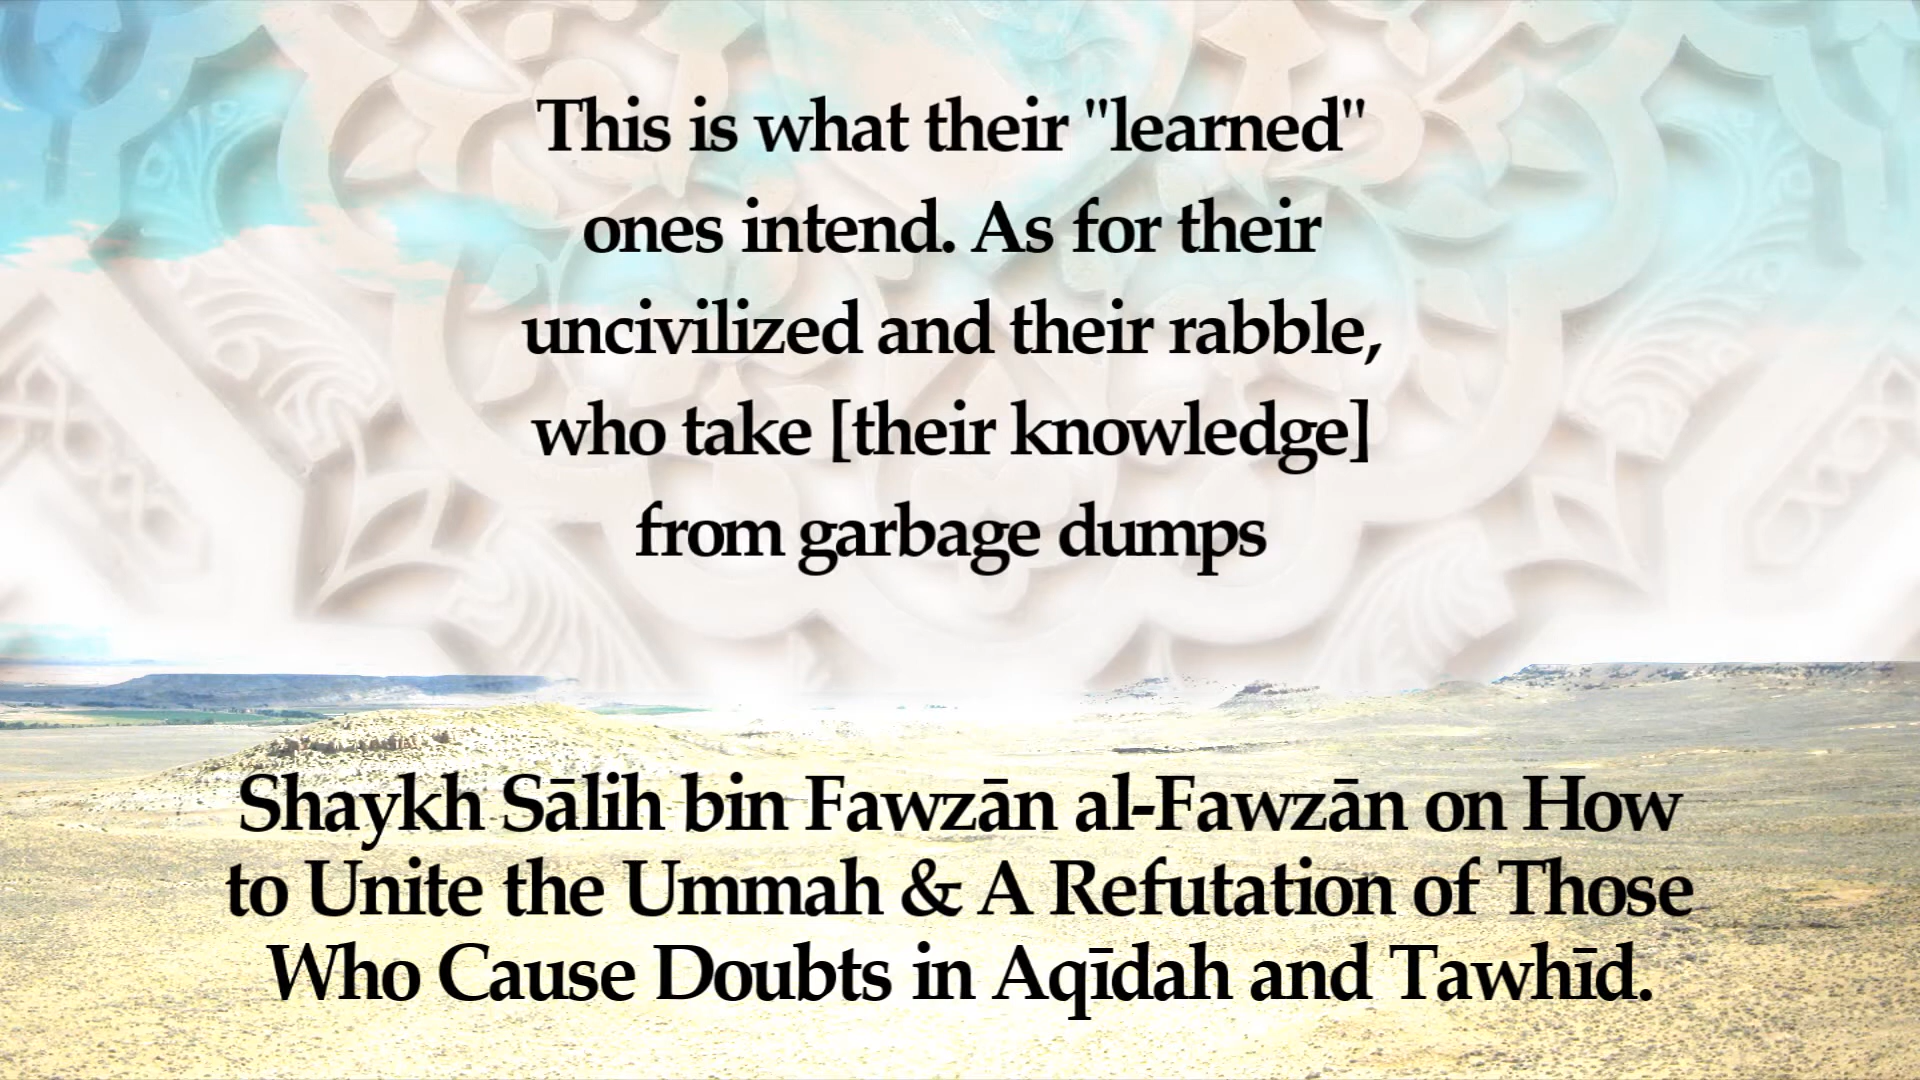 This is what their "learned"
ones intend. As for their
uncivilized and their rabble,
who take [their knowledge]
from garbage dumps
Shaykh Sālih bin Fawzān al-Fawzān on How
to Unite the Ummah & A Refutation of Those
Who Cause Doubts in Aqīdah and Tawhīd.